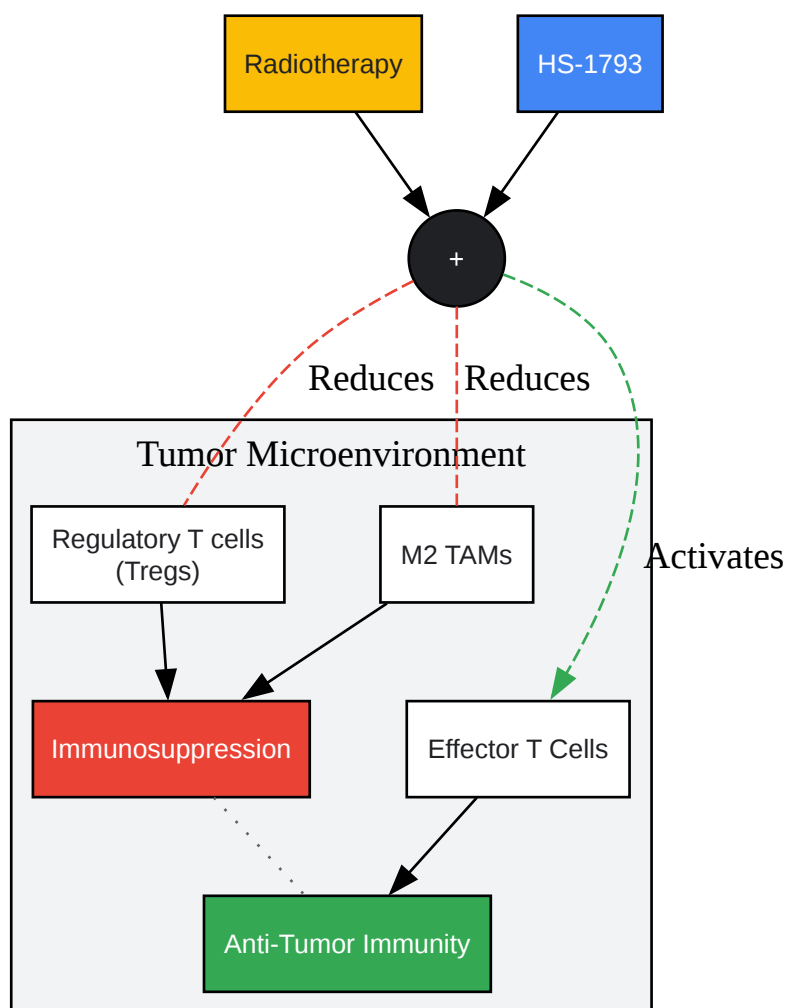 Radiotherapy
HS-1793
+
Reduces
Reduces
Tumor Microenvironment
Regulatory T cells
(Tregs)
M2 TAMs
Activates
Immunosuppression
Effector T Cells
Anti-Tumor Immunity